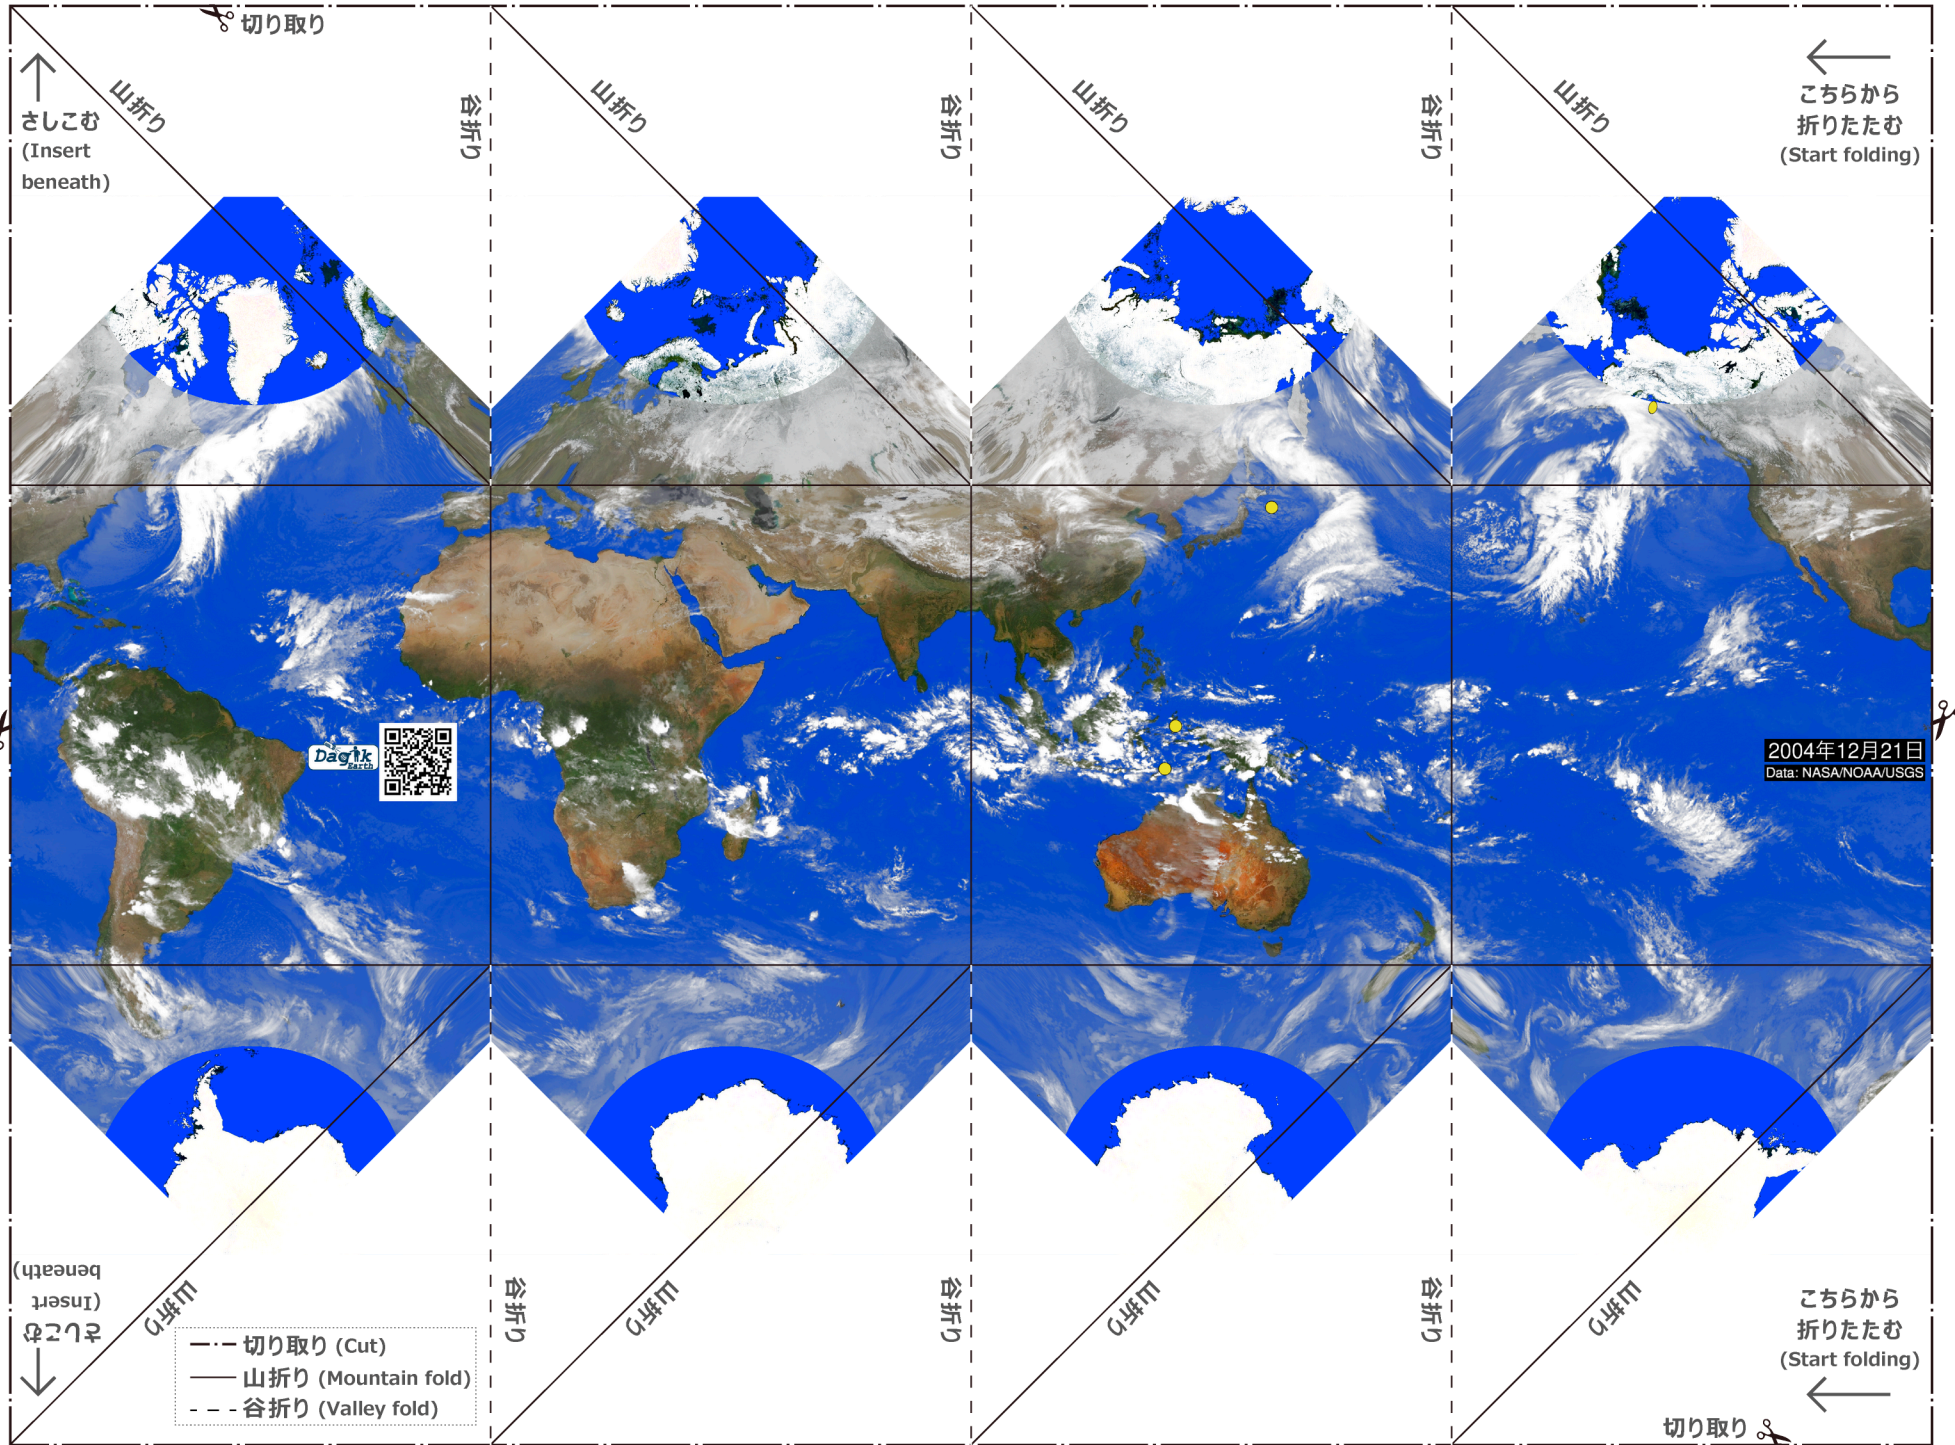 切り取り
さしこむ
(Insert
beneath)
山折り
谷折り
山折り
谷折り
山折り
谷折り
山折り
こちらから
折りたたむ
(Start folding)
Dagik
Earth
2004年12月21日
Data: NASA/NOAA/USGS
さしこむ
(Insert
beneath)
山折り
谷折り
山折り
谷折り
山折り
谷折り
山折り
こちらから
折りたたむ
(Start folding)
切り取り (Cut)
山折り (Mountain fold)
谷折り (Valley fold)
切り取り